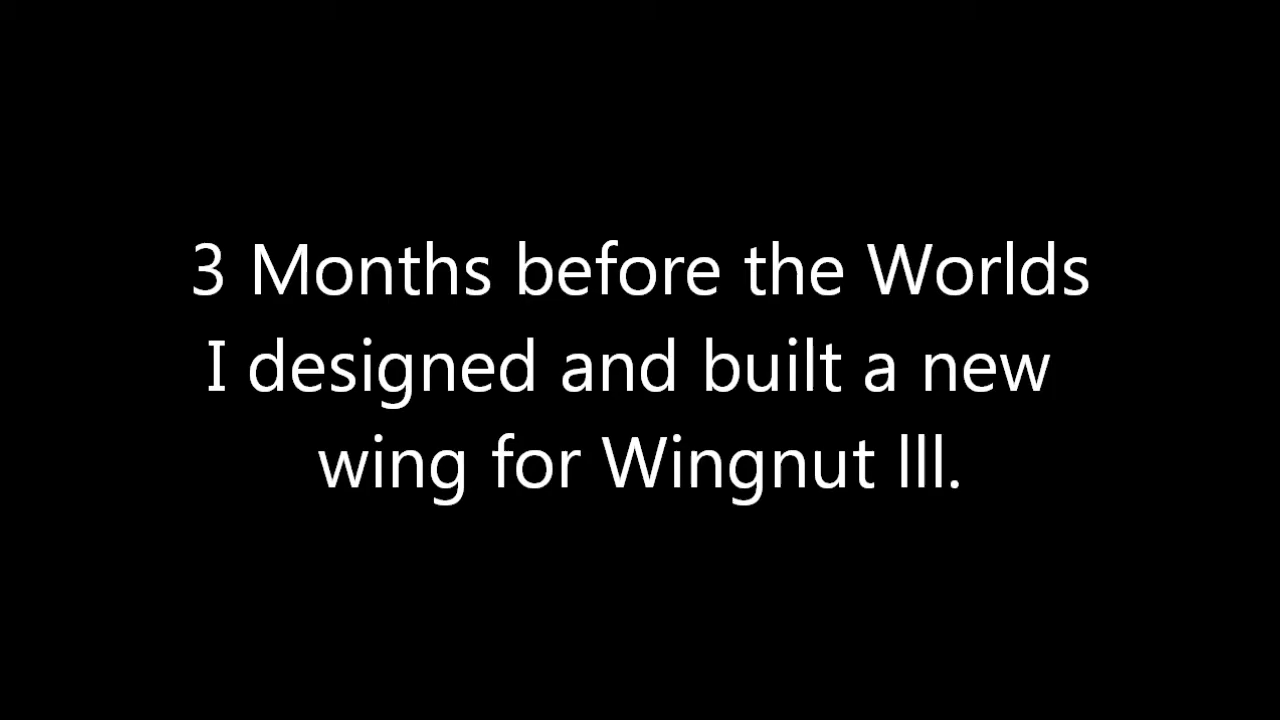 3 Months before the Worlds
I designed and built a new
wing for Wingnut lll.